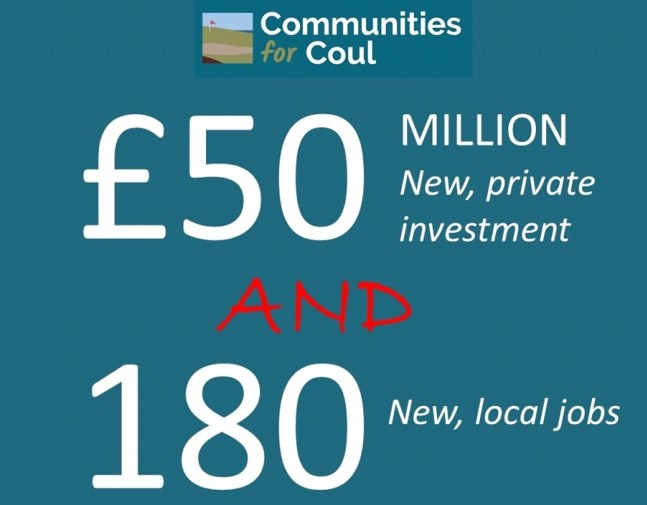 Communities
for Coul
£50
MILLION
New, private
investment
AND
180
New, local jobs